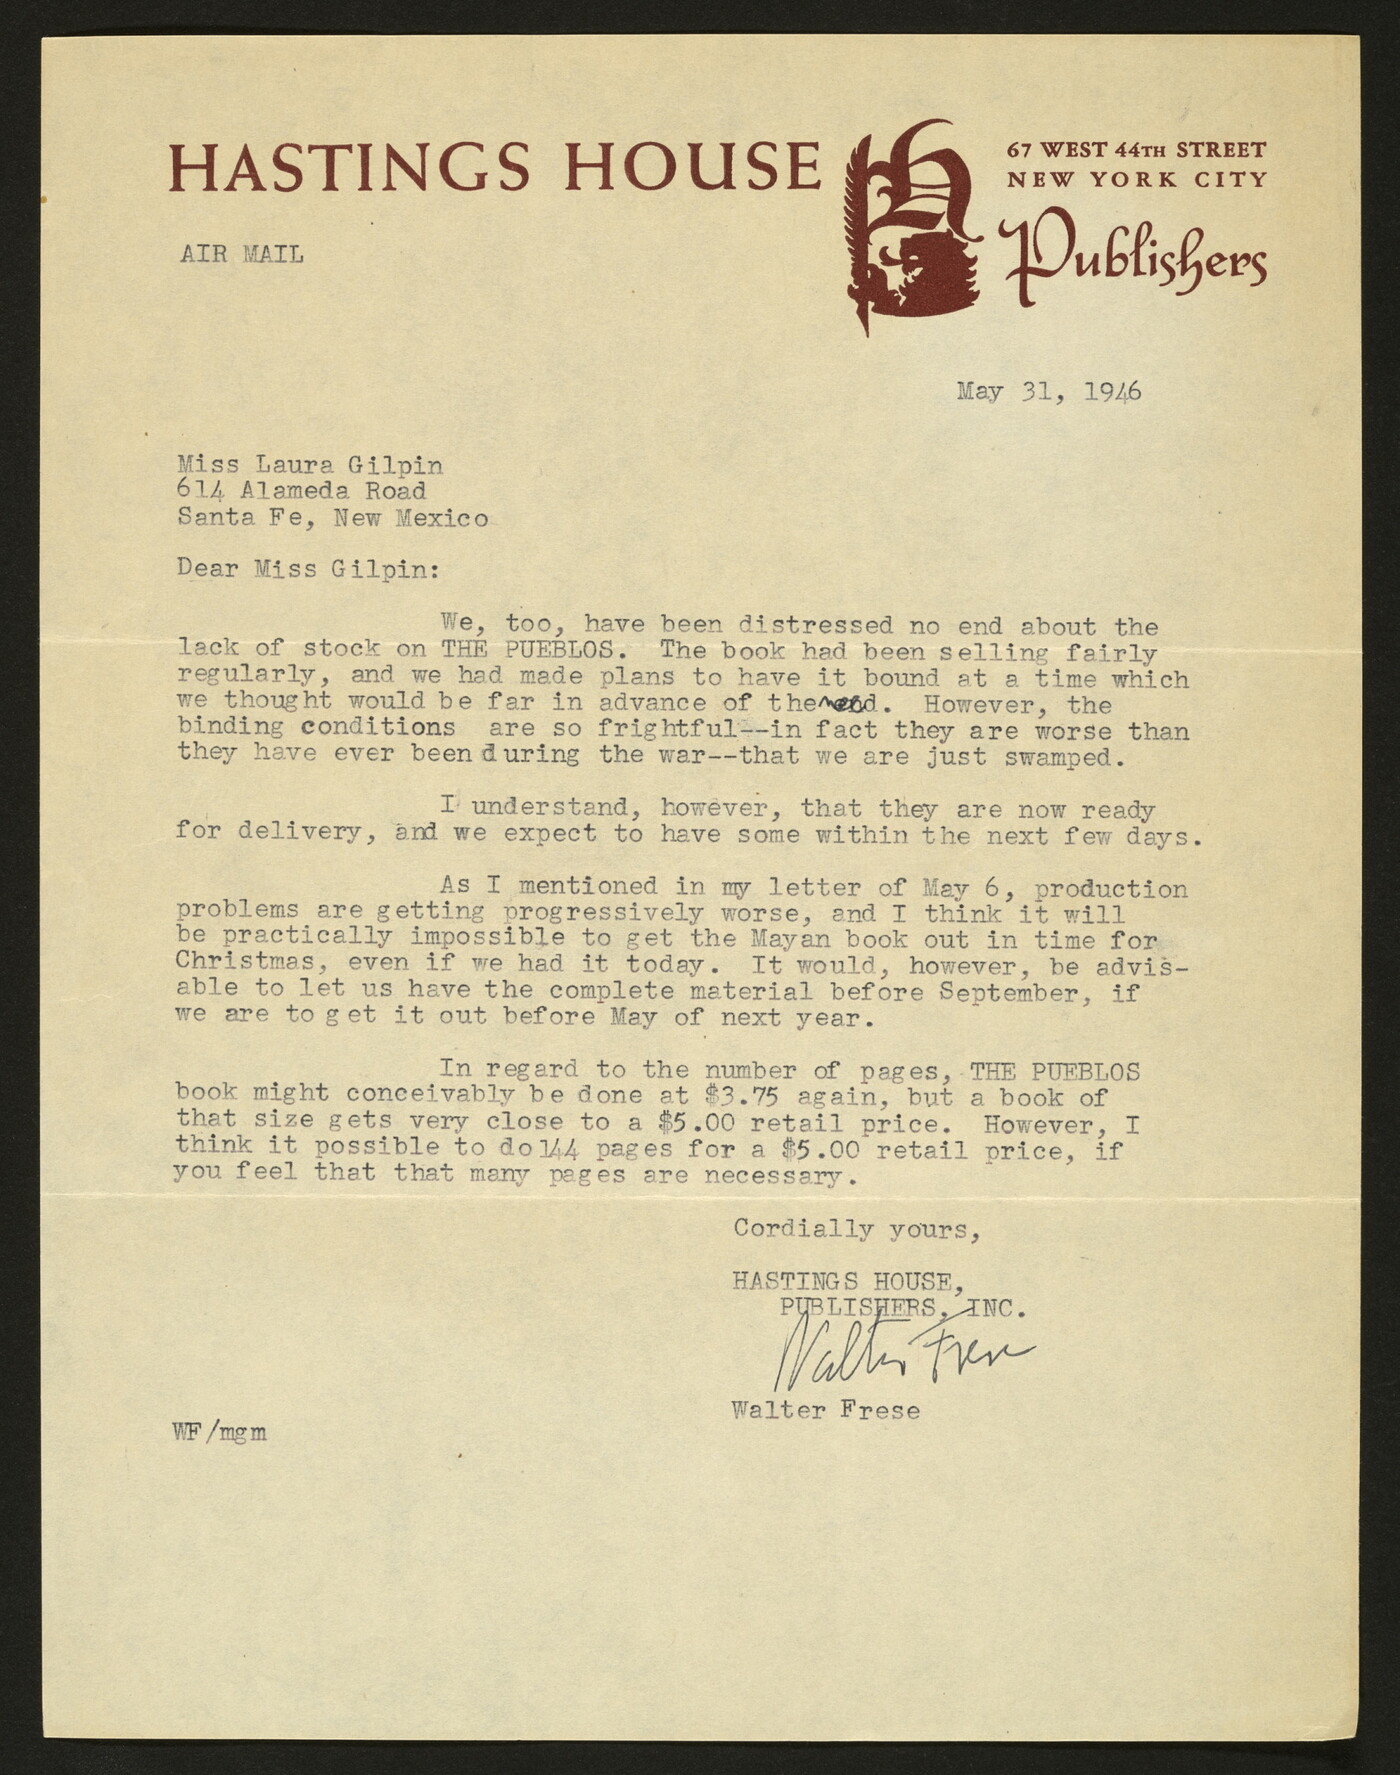 HASTINGS HOUSE
67 WEST 44TH STREET
NEW YORK CITY
Publishers
AIR MAIL
May 31, 1946
Miss Laura Gilpin
614 Alameda Road
Santa Fe, New Mexico
Dear Miss Gilpin:
We, too, have been distressed no end about the
lack of stock on THE PUEBLOS. The book had been selling fairly
regularly, and we had made plans to have it bound at a time which
we thought would be far in advance of the need. However, the
binding conditions are so frightful--in fact they are worse than
they have ever been during the war--that we are just swamped.
I understand, however, that they are now ready
for delivery, and we expect to have some within the next few days.
As I mentioned in my letter of May 6, production
problems are getting progressively worse, and I think it will
be practically impossible to get the Mayan book out in time for
Christmas, even if we had it today. It would, however, be advis-
able to let us have the complete material before September, if
we are to get it out before May of next year.
In regard to the number of pages, THE PUEBLOS
book might conceivably be done at $3.75 again, but a book of
that size gets very close to a $5.00 retail price. However, I
think it possible to do 144 pages for a $5.00 retail price, if
you feel that that many pages are necessary.
Cordially yours,
HASTINGS HOUSE,
PUBLISHERS, INC.
Walter Frese
Walter Frese
WF/mgm